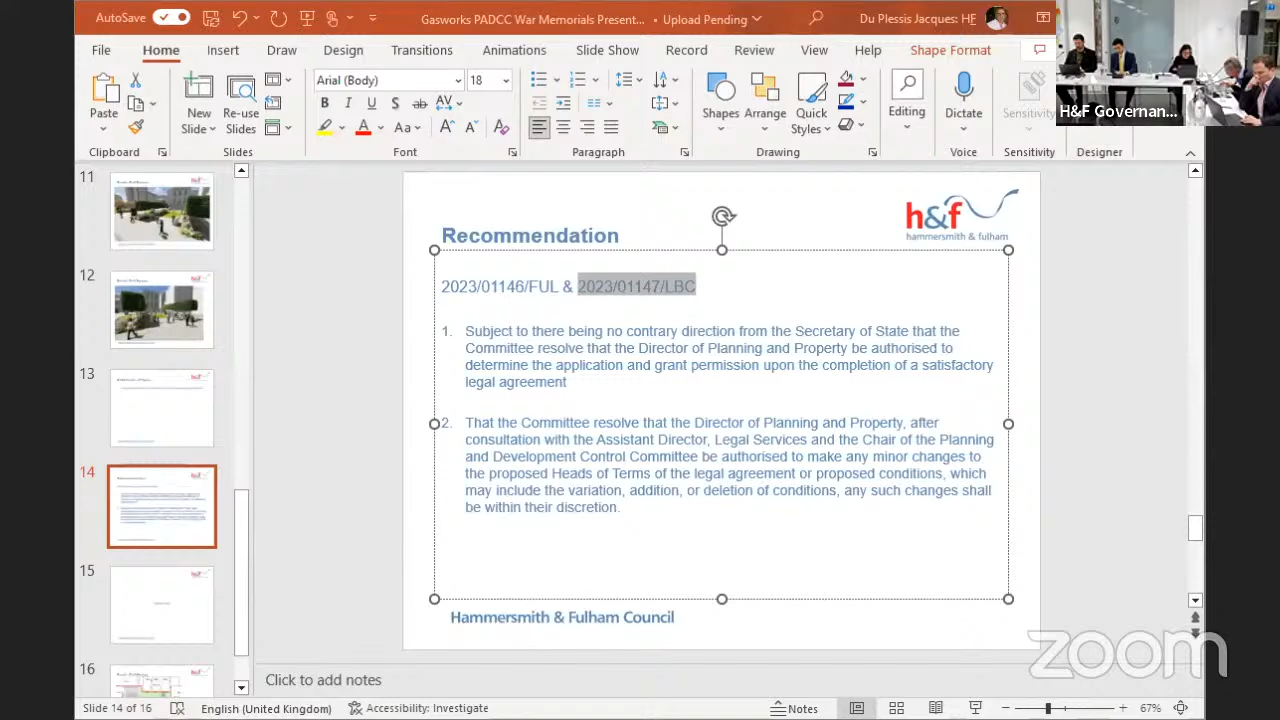 AutoSave
Gasworks PADCC War Memorials Present... • Upload Pending
Du Plessis Jacques: HF
File Home Insert Draw Design Transitions Animations Slide Show Record Review View Help Shape Format
Paste
New Slide
Re-use Slides
Arial (Body) 18
Shapes
Arrange
Quick Styles
Editing
Dictate
Sensitivity
Clipboard Slides Font Paragraph Drawing Voice Sensitivity Designer
H&F Governan...
11
12
13
14
15
16
h&f
hammersmith & fulham
Recommendation
2023/01146/FUL & 2023/01147/LBC
1. Subject to there being no contrary direction from the Secretary of State that the
Committee resolve that the Director of Planning and Property be authorised to
determine the application and grant permission upon the completion of a satisfactory
legal agreement
2. That the Committee resolve that the Director of Planning and Property, after
consultation with the Assistant Director, Legal Services and the Chair of the Planning
and Development Control Committee be authorised to make any minor changes to
the proposed Heads of Terms of the legal agreement or proposed conditions, which
may include the variation, addition, or deletion of conditions, any such changes shall
be within their discretion.
Hammersmith & Fulham Council
zoom
Click to add notes
Slide 14 of 16 English (United Kingdom) Accessibility: Investigate Notes 67%